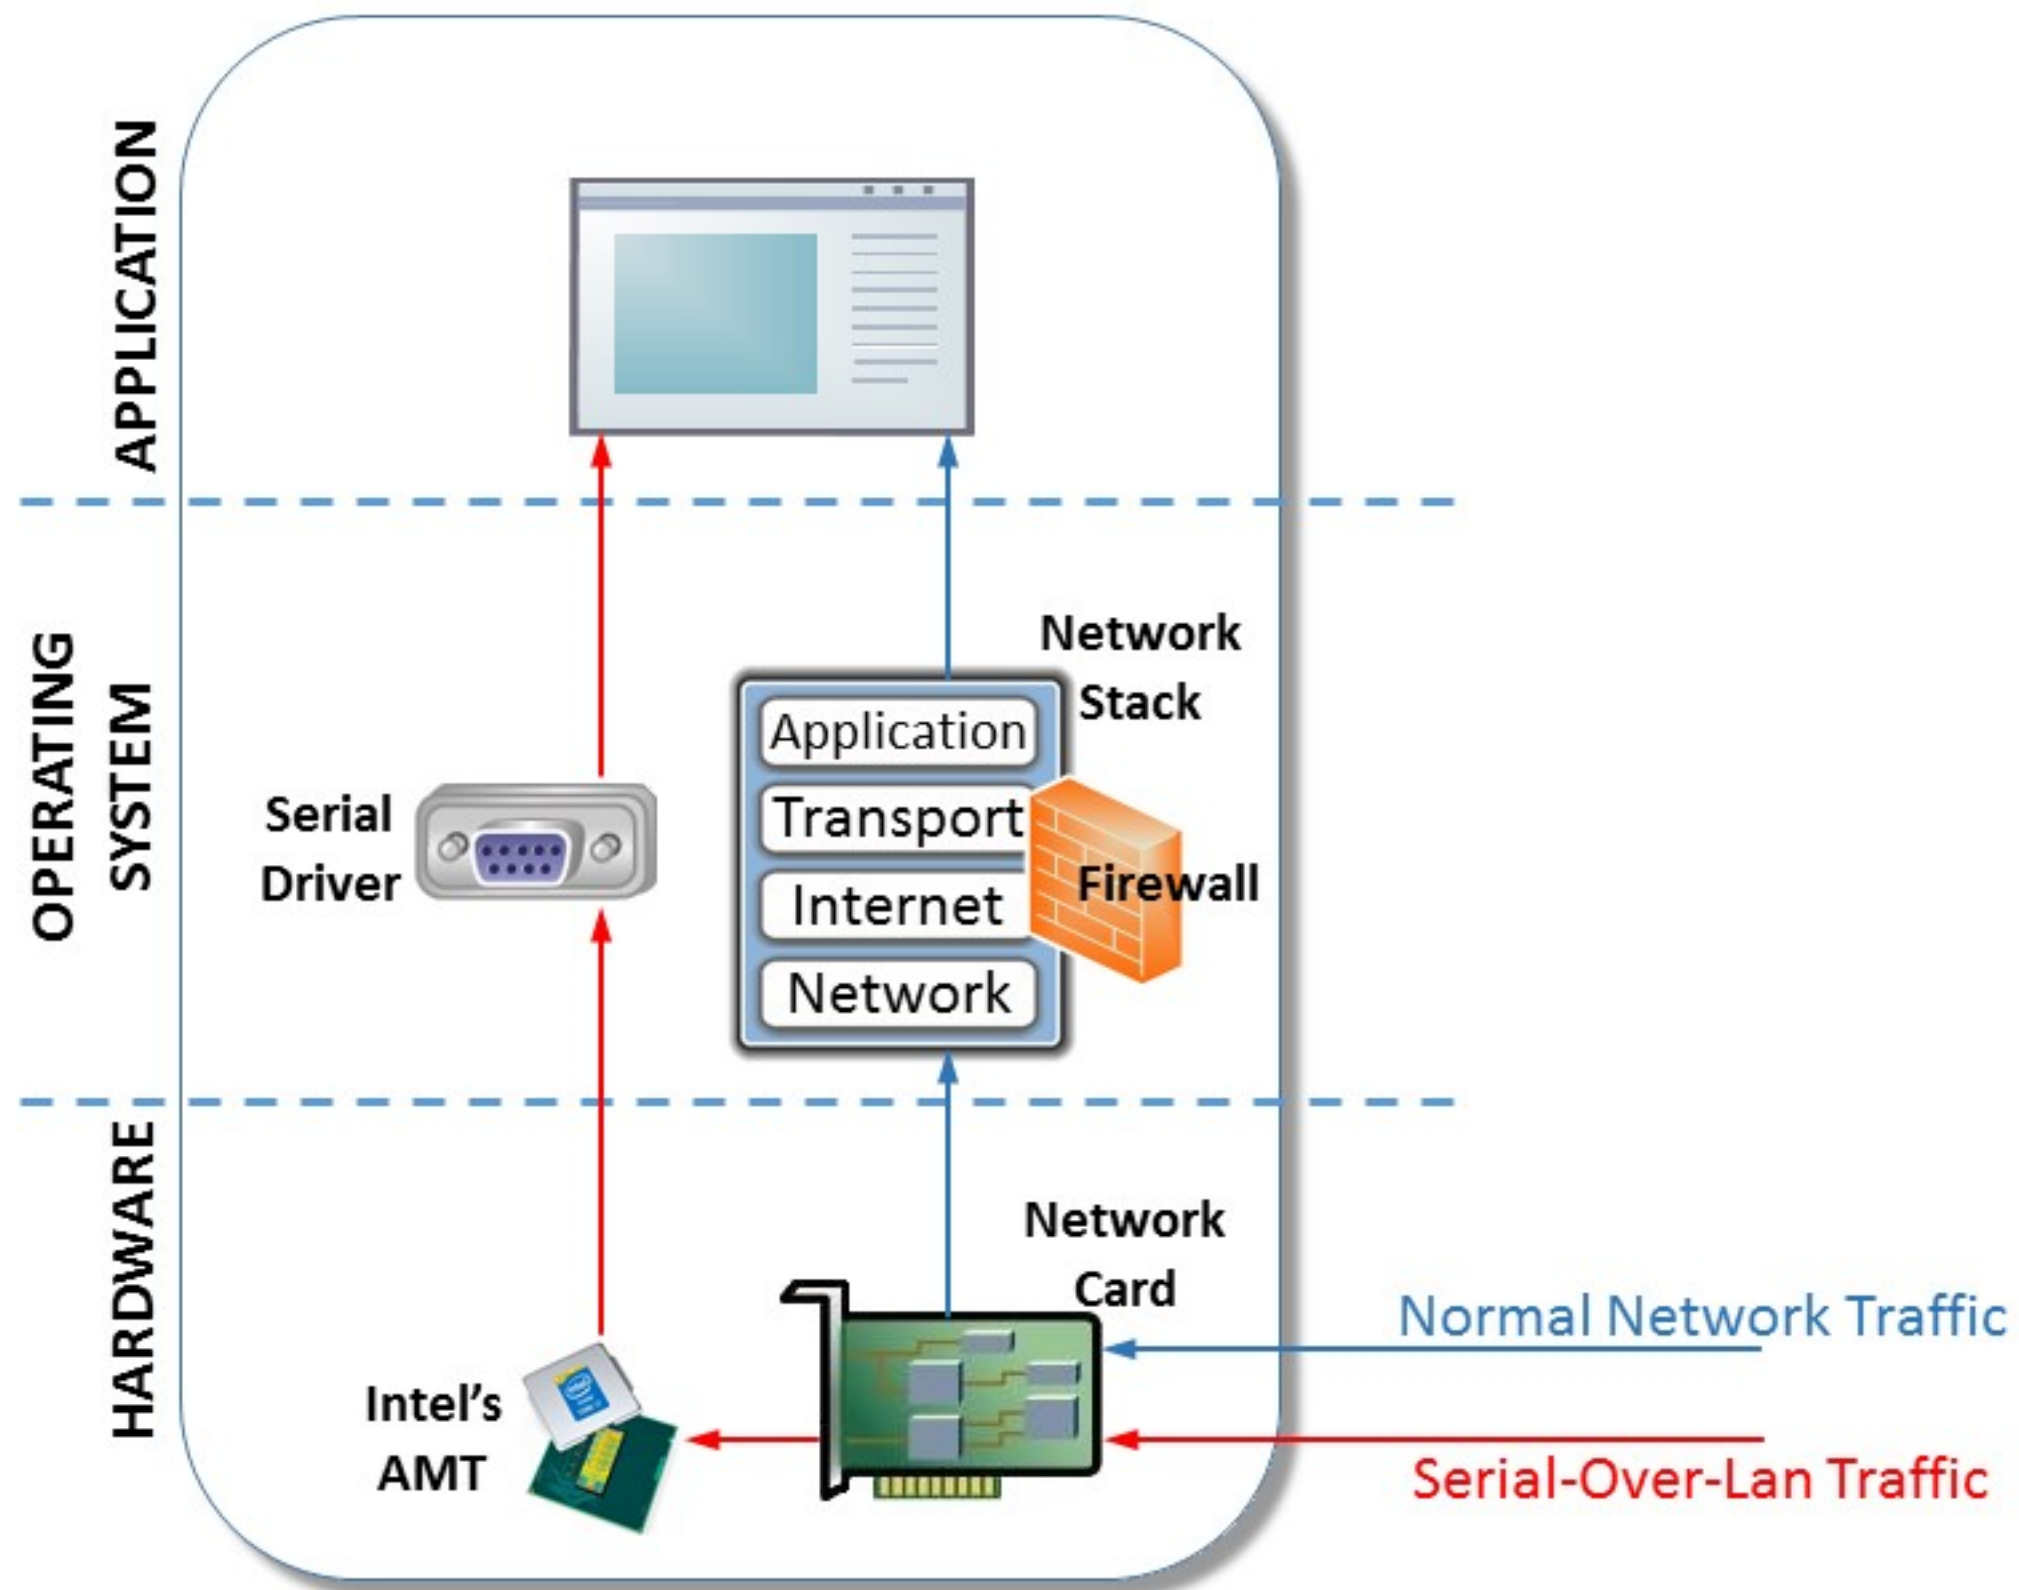 APPLICATION
OPERATING
SYSTEM
HARDWARE
Network
Stack
Application
Transport
Internet
Network
Firewall
Serial
Driver
Network
Card
Intel's
AMT
Normal Network Traffic
Serial-Over-Lan Traffic